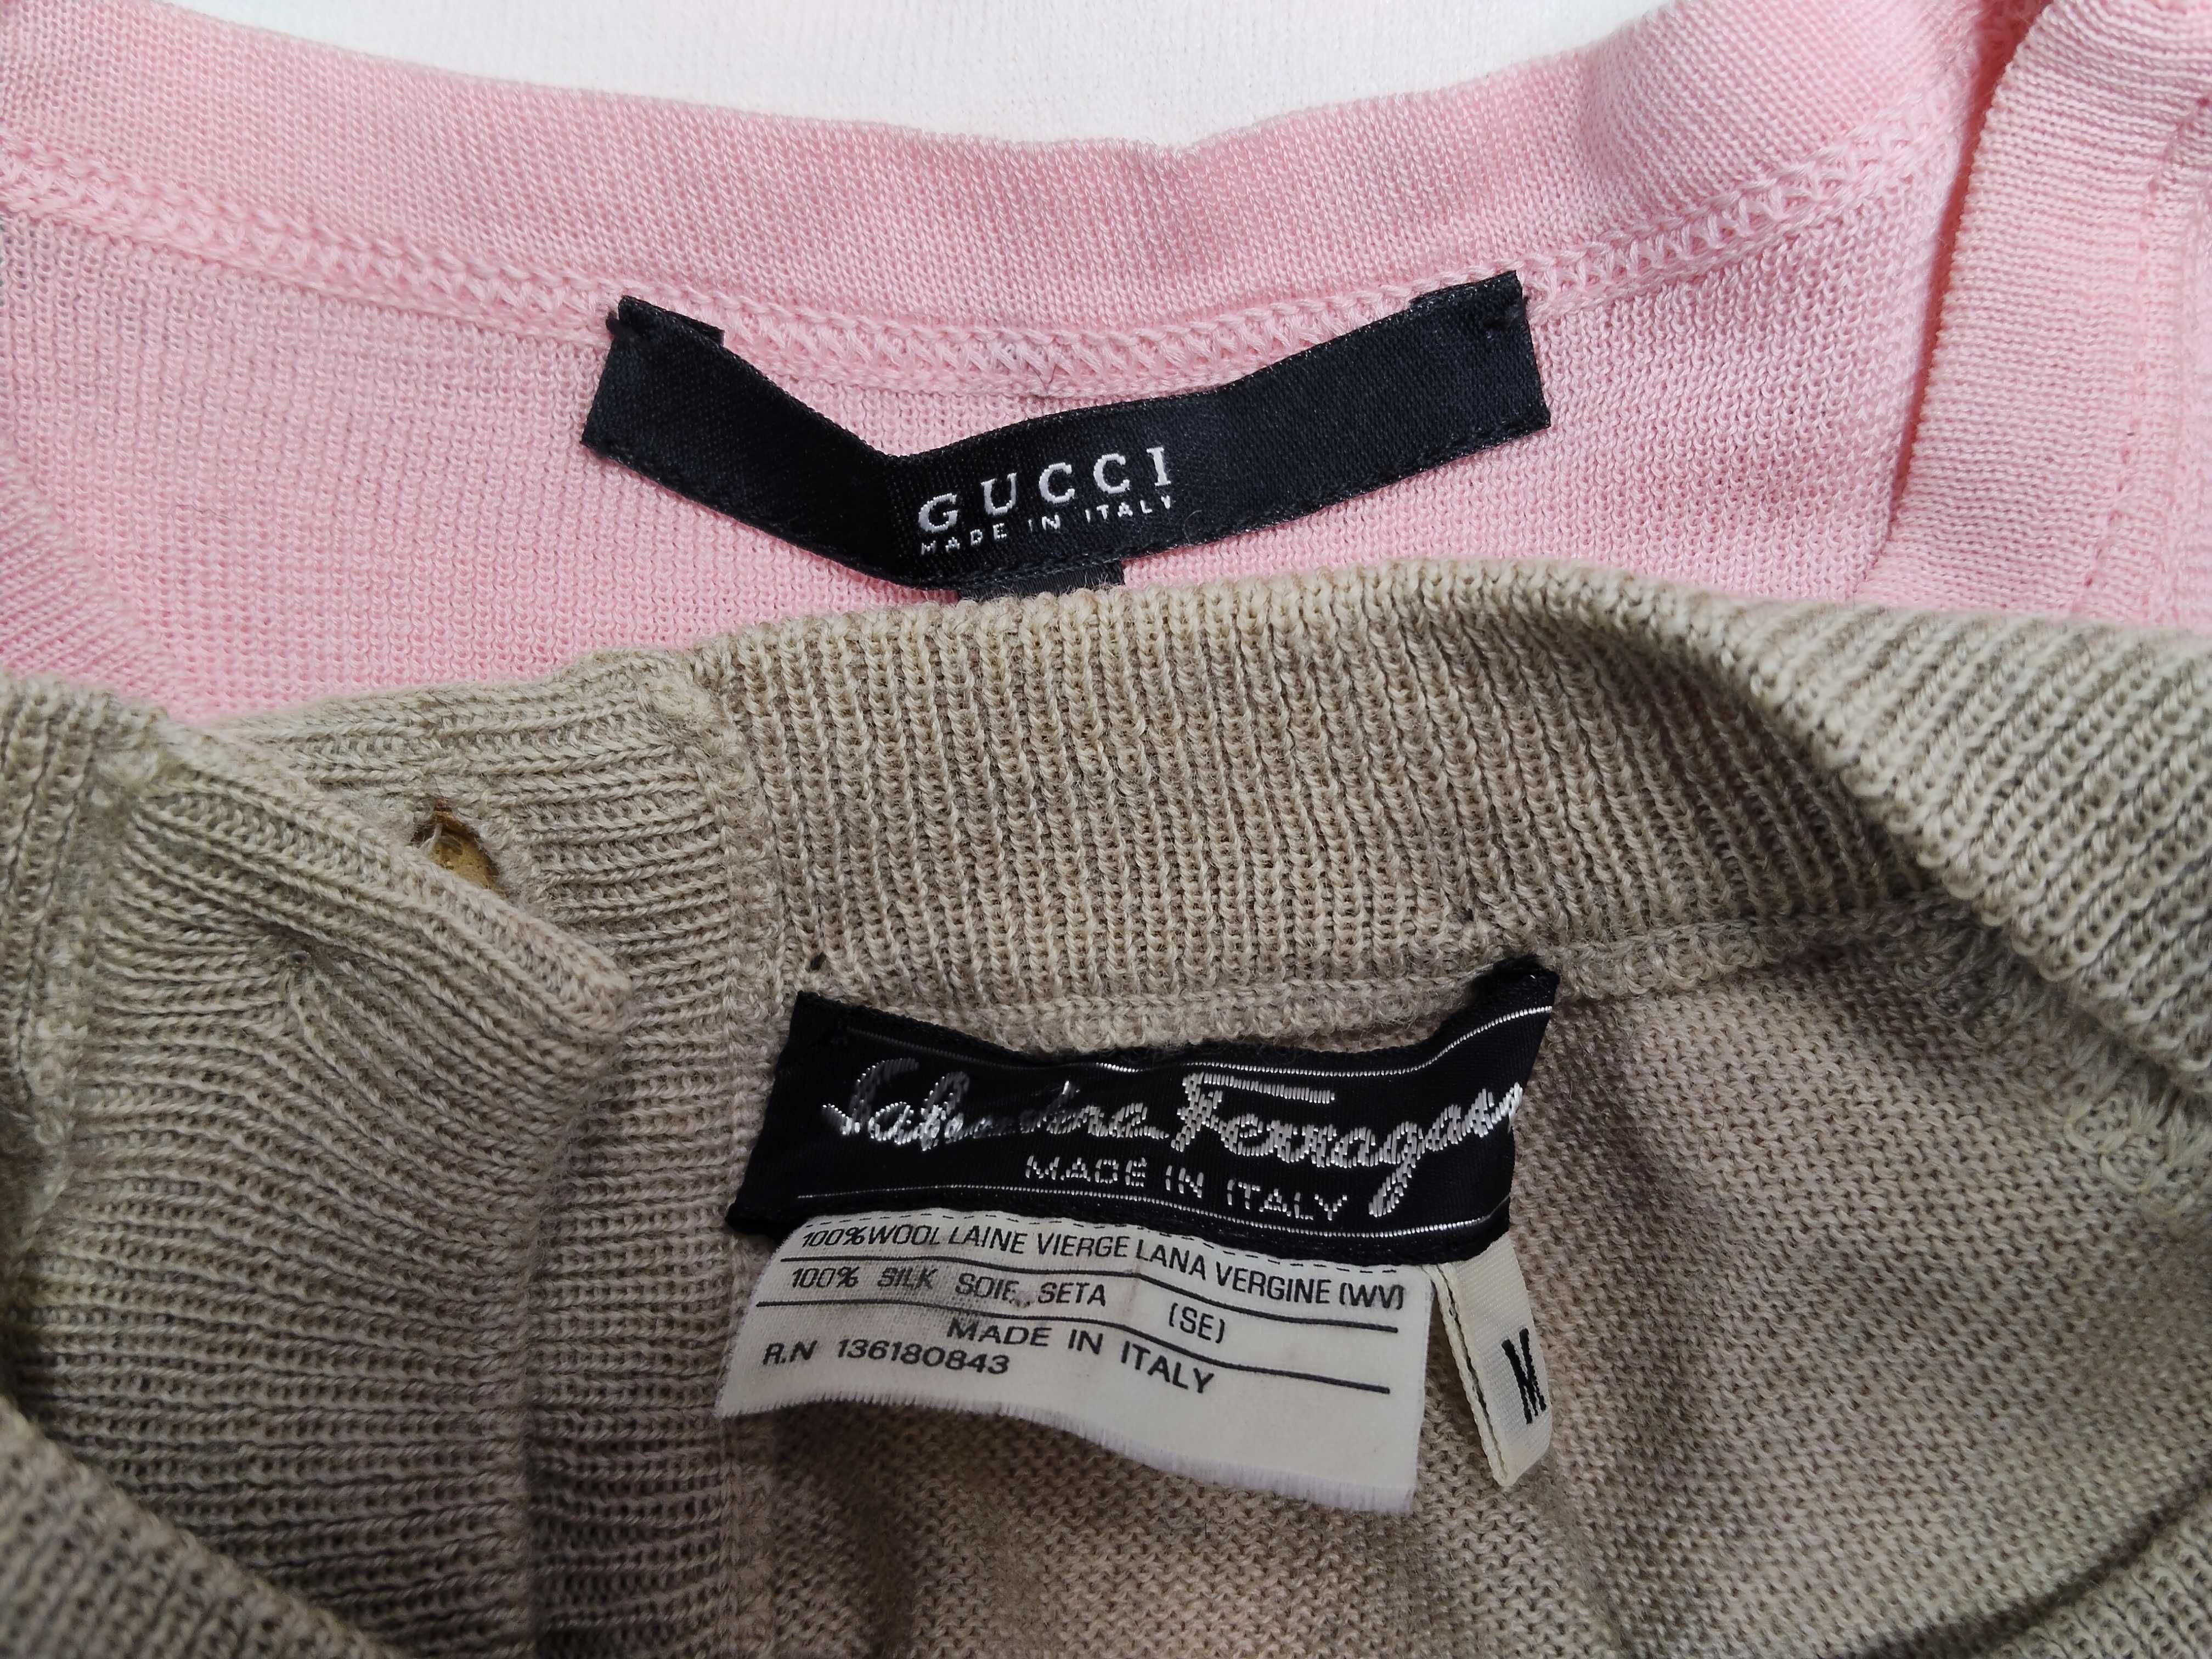 GUCCI
MADE IN ITALY
Salvatore Ferragamo
MADE IN ITALY
100%WOOL LAINE VIERGE LANA VERGINE (WV)
100% SILK SOIE SETA (SE)
MADE IN ITALY
R.N 136180843
M